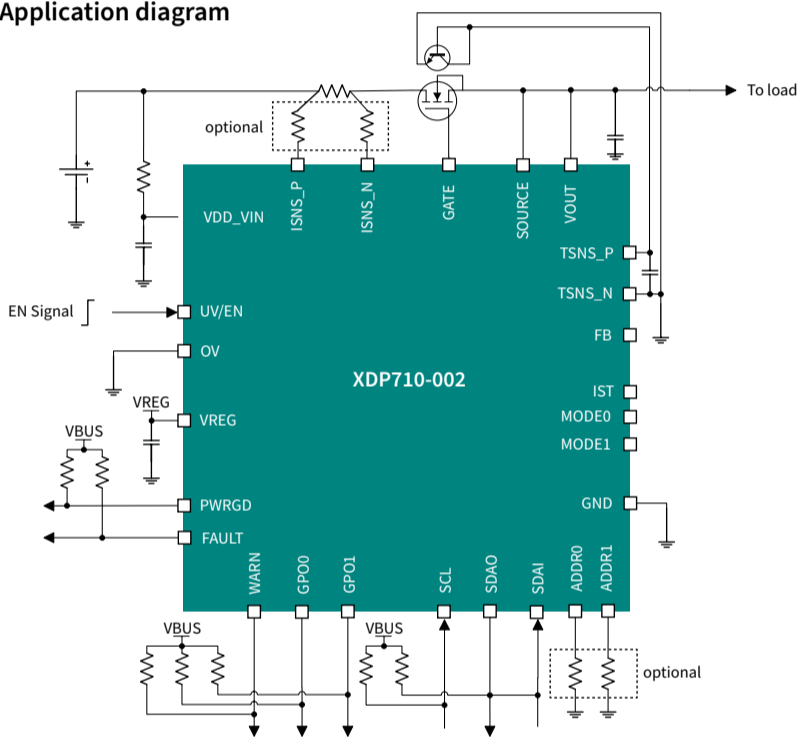 Application diagram
To load
optional
+
-
ISNS_P
ISNS_N
GATE
SOURCE
VOUT
VDD_VIN
TSNS_P
TSNS_N
EN Signal
UV/EN
FB
OV
XDP710-002
IST
VREG
VREG
MODE0
MODE1
VBUS
PWRGD
GND
FAULT
WARN
GPO0
GPO1
SCL
SDAO
SDAI
ADDR0
ADDR1
VBUS
VBUS
optional